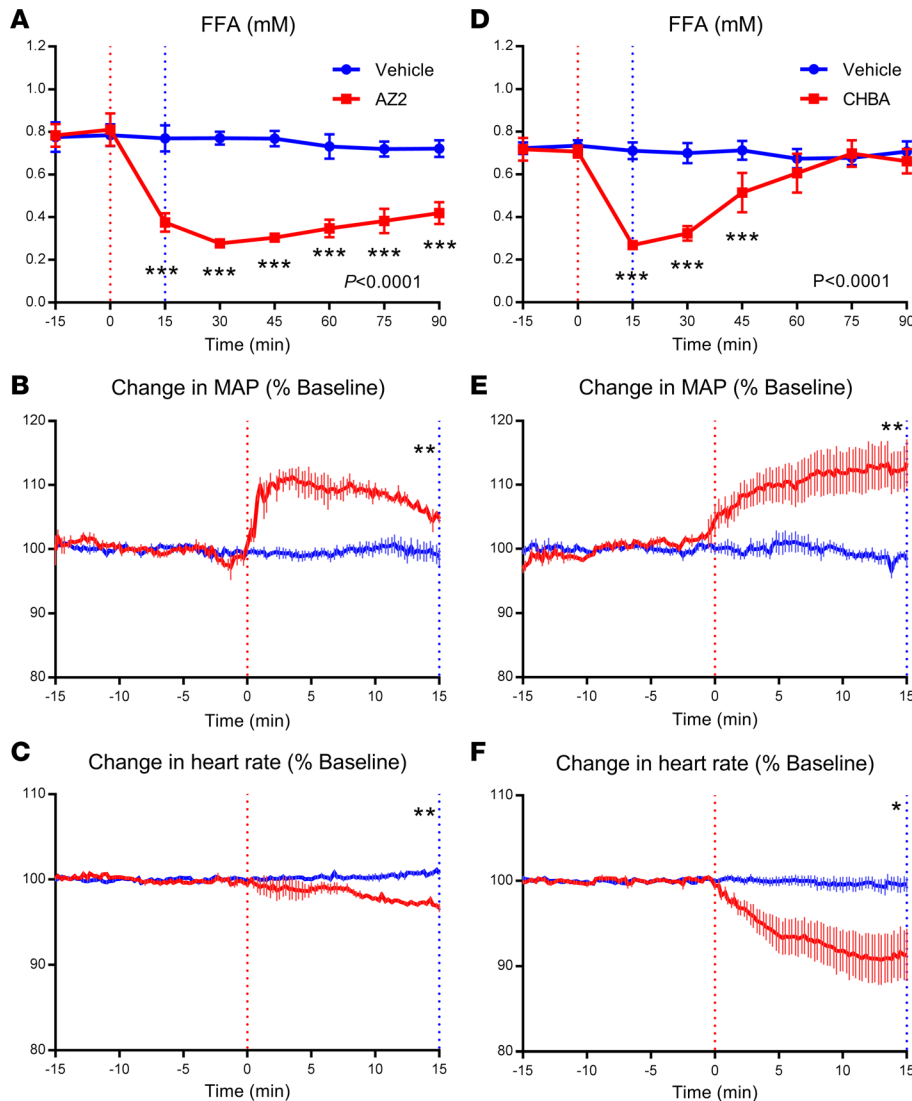 A
FFA (mM)
1.2
1.0
0.8
0.6
0.4
0.2
0.0
Vehicle
AZ2
***
***
***
***
***
***
P<0.0001
-15 0 15 30 45 60 75 90
Time (min)
D
FFA (mM)
1.2
1.0
0.8
0.6
0.4
0.2
0.0
Vehicle
CHBA
***
***
***
P<0.0001
-15 0 15 30 45 60 75 90
Time (min)
B
Change in MAP (% Baseline)
120
110
100
90
80
**
-15 -10 -5 0 5 10 15
Time (min)
E
Change in MAP (% Baseline)
120
110
100
90
80
**
-15 -10 -5 0 5 10 15
Time (min)
C
Change in heart rate (% Baseline)
110
100
90
80
**
-15 -10 -5 0 5 10 15
Time (min)
F
Change in heart rate (% Baseline)
110
100
90
80
*
-15 -10 -5 0 5 10 15
Time (min)